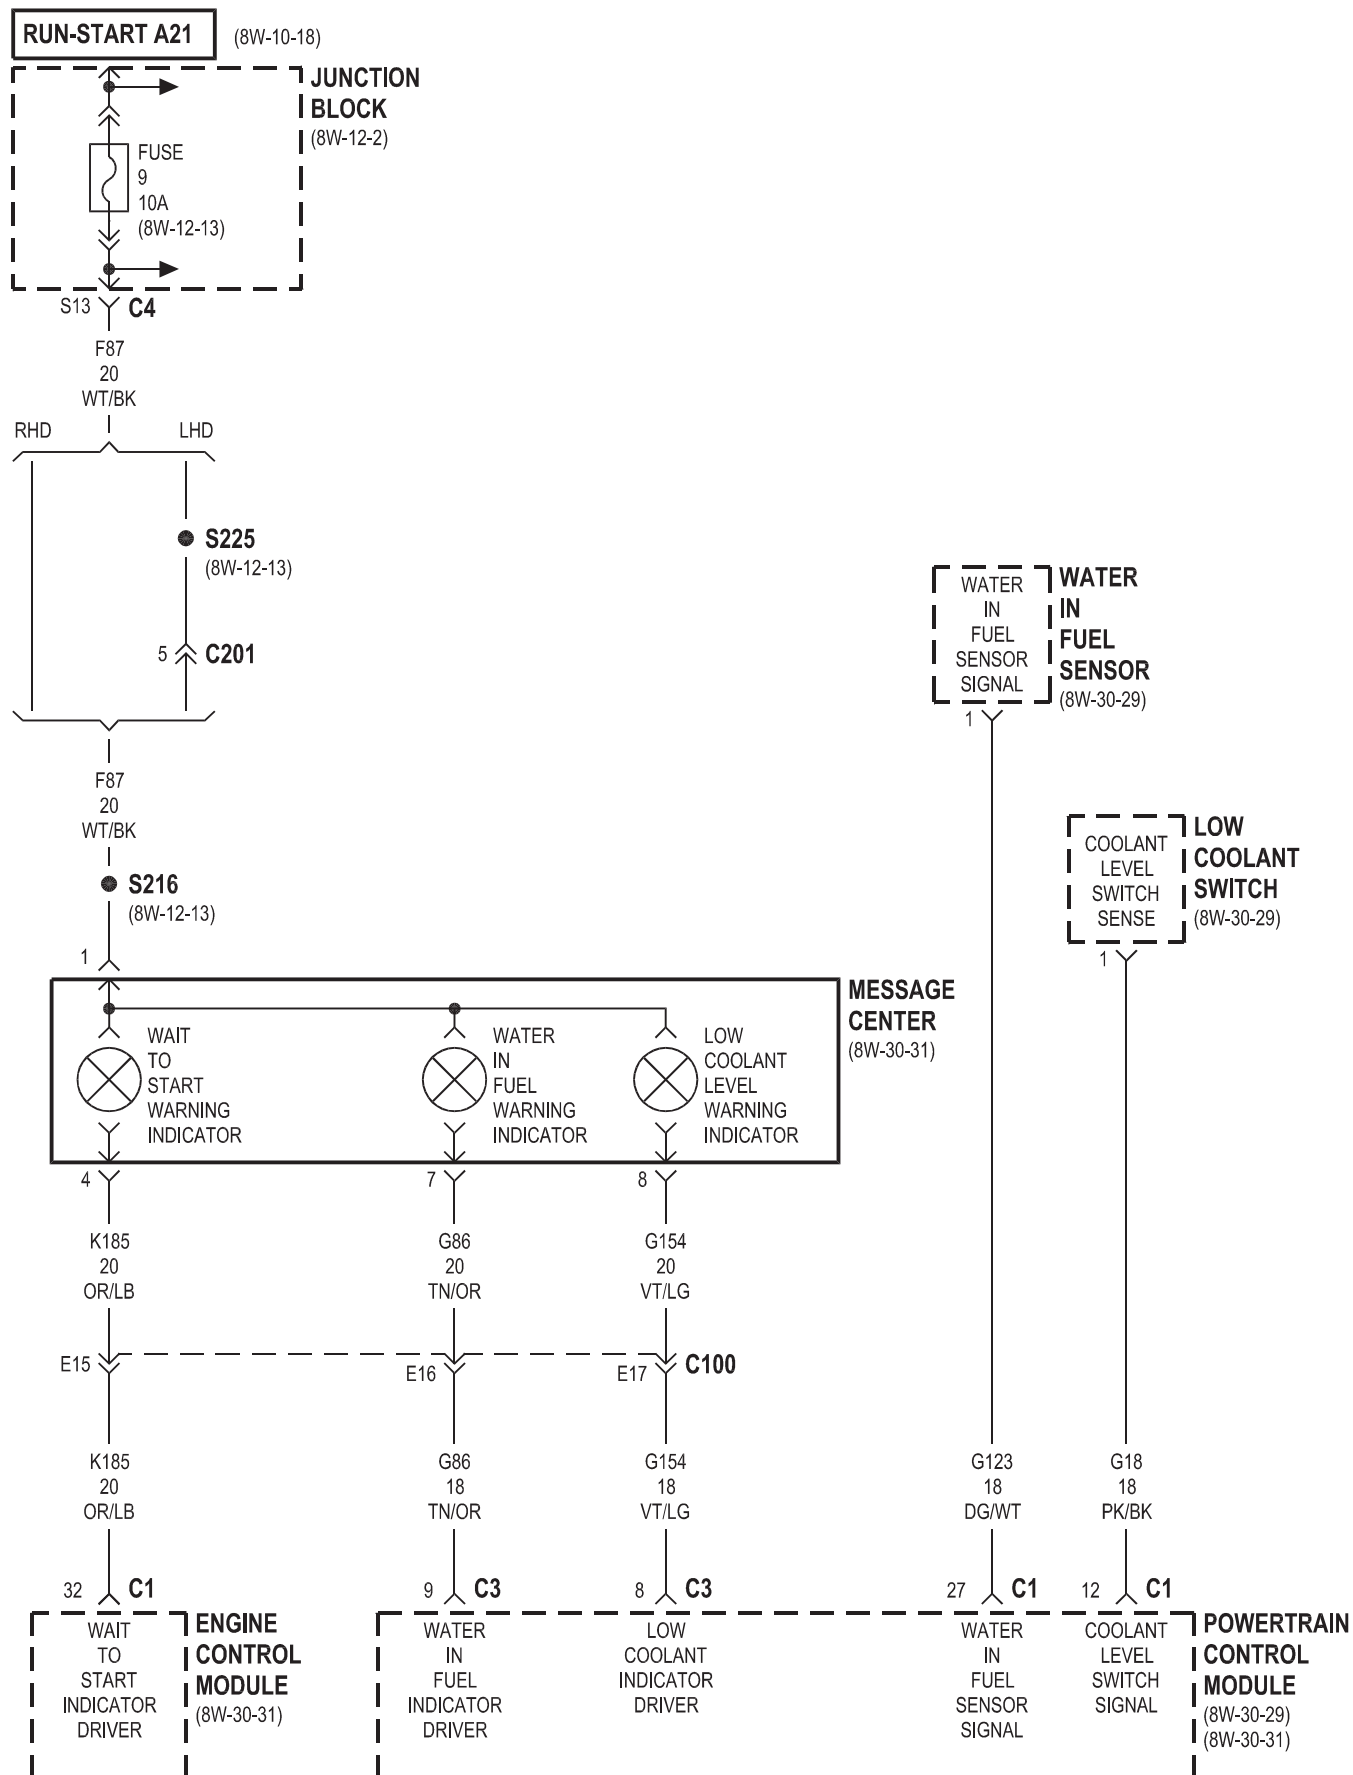 RUN-START A21 (8W-10-18)
JUNCTION
BLOCK
(8W-12-2)
FUSE
9
10A
(8W-12-13)
S13 C4
F87
20
WT/BK
RHD LHD
S225
(8W-12-13)
5 C201
F87
20
WT/BK
S216
(8W-12-13)
1
WATER
IN
FUEL
SENSOR
SIGNAL
WATER
IN
FUEL
SENSOR
(8W-30-29)
1
COOLANT
LEVEL
SWITCH
SENSE
LOW
COOLANT
SWITCH
(8W-30-29)
1
MESSAGE
CENTER
(8W-30-31)
WAIT
TO
START
WARNING
INDICATOR
WATER
IN
FUEL
WARNING
INDICATOR
LOW
COOLANT
LEVEL
WARNING
INDICATOR
4 7 8
K185
20
OR/LB
G86
20
TN/OR
G154
20
VT/LG
E15 E16 E17 C100
K185
20
OR/LB
G86
18
TN/OR
G154
18
VT/LG
G123
18
DG/WT
G18
18
PK/BK
32 C1 9 C3 8 C3 27 C1 12 C1
WAIT
TO
START
INDICATOR
DRIVER
ENGINE
CONTROL
MODULE
(8W-30-31)
WATER
IN
FUEL
INDICATOR
DRIVER
LOW
COOLANT
INDICATOR
DRIVER
WATER
IN
FUEL
SENSOR
SIGNAL
COOLANT
LEVEL
SWITCH
SIGNAL
POWERTRAIN
CONTROL
MODULE
(8W-30-29)
(8W-30-31)